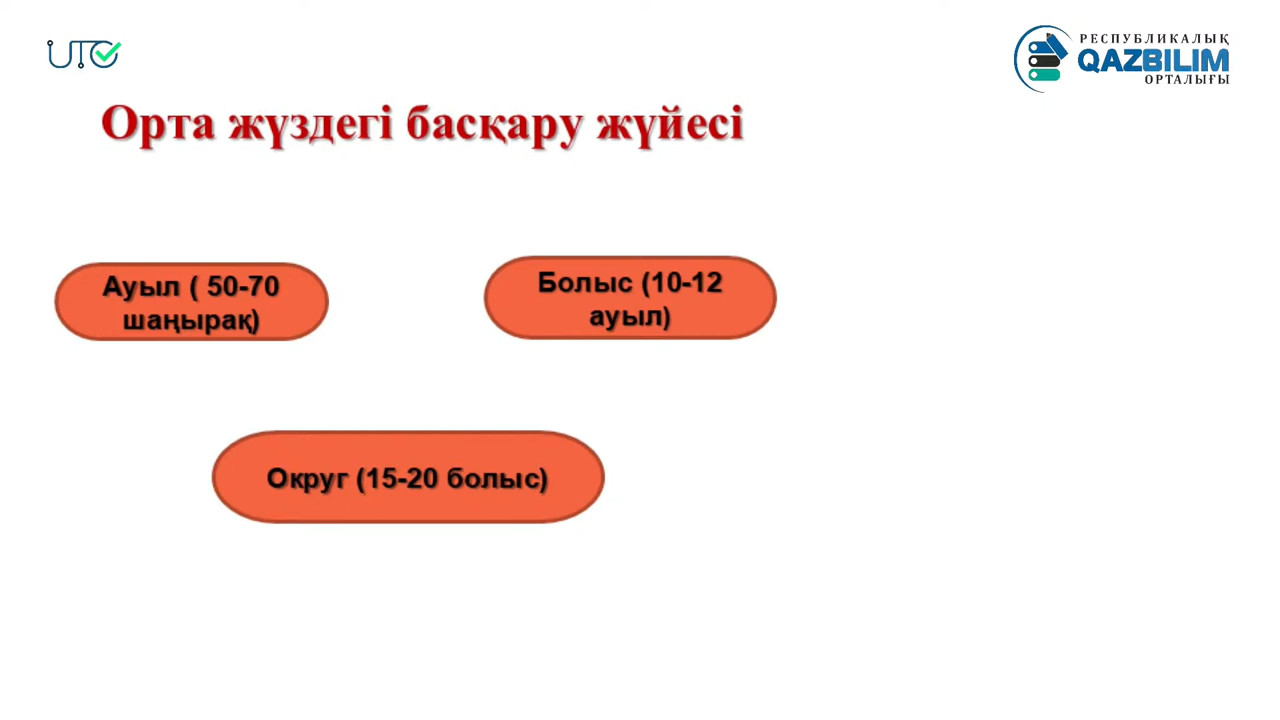 UTO
РЕСПУБЛИКАЛЫҚ
QAZBILIM
ОРТАЛЫҒЫ
Орта жүздегі басқару жүйесі
Ауыл ( 50-70
шаңырақ)
Болыс (10-12
ауыл)
Округ (15-20 болыс)